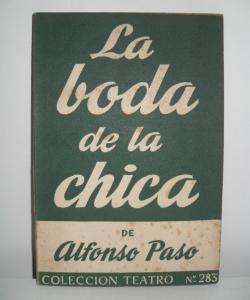 La
boda
de la
chica
DE
Alfonso Paso
COLECCION TEATRO Nº 283